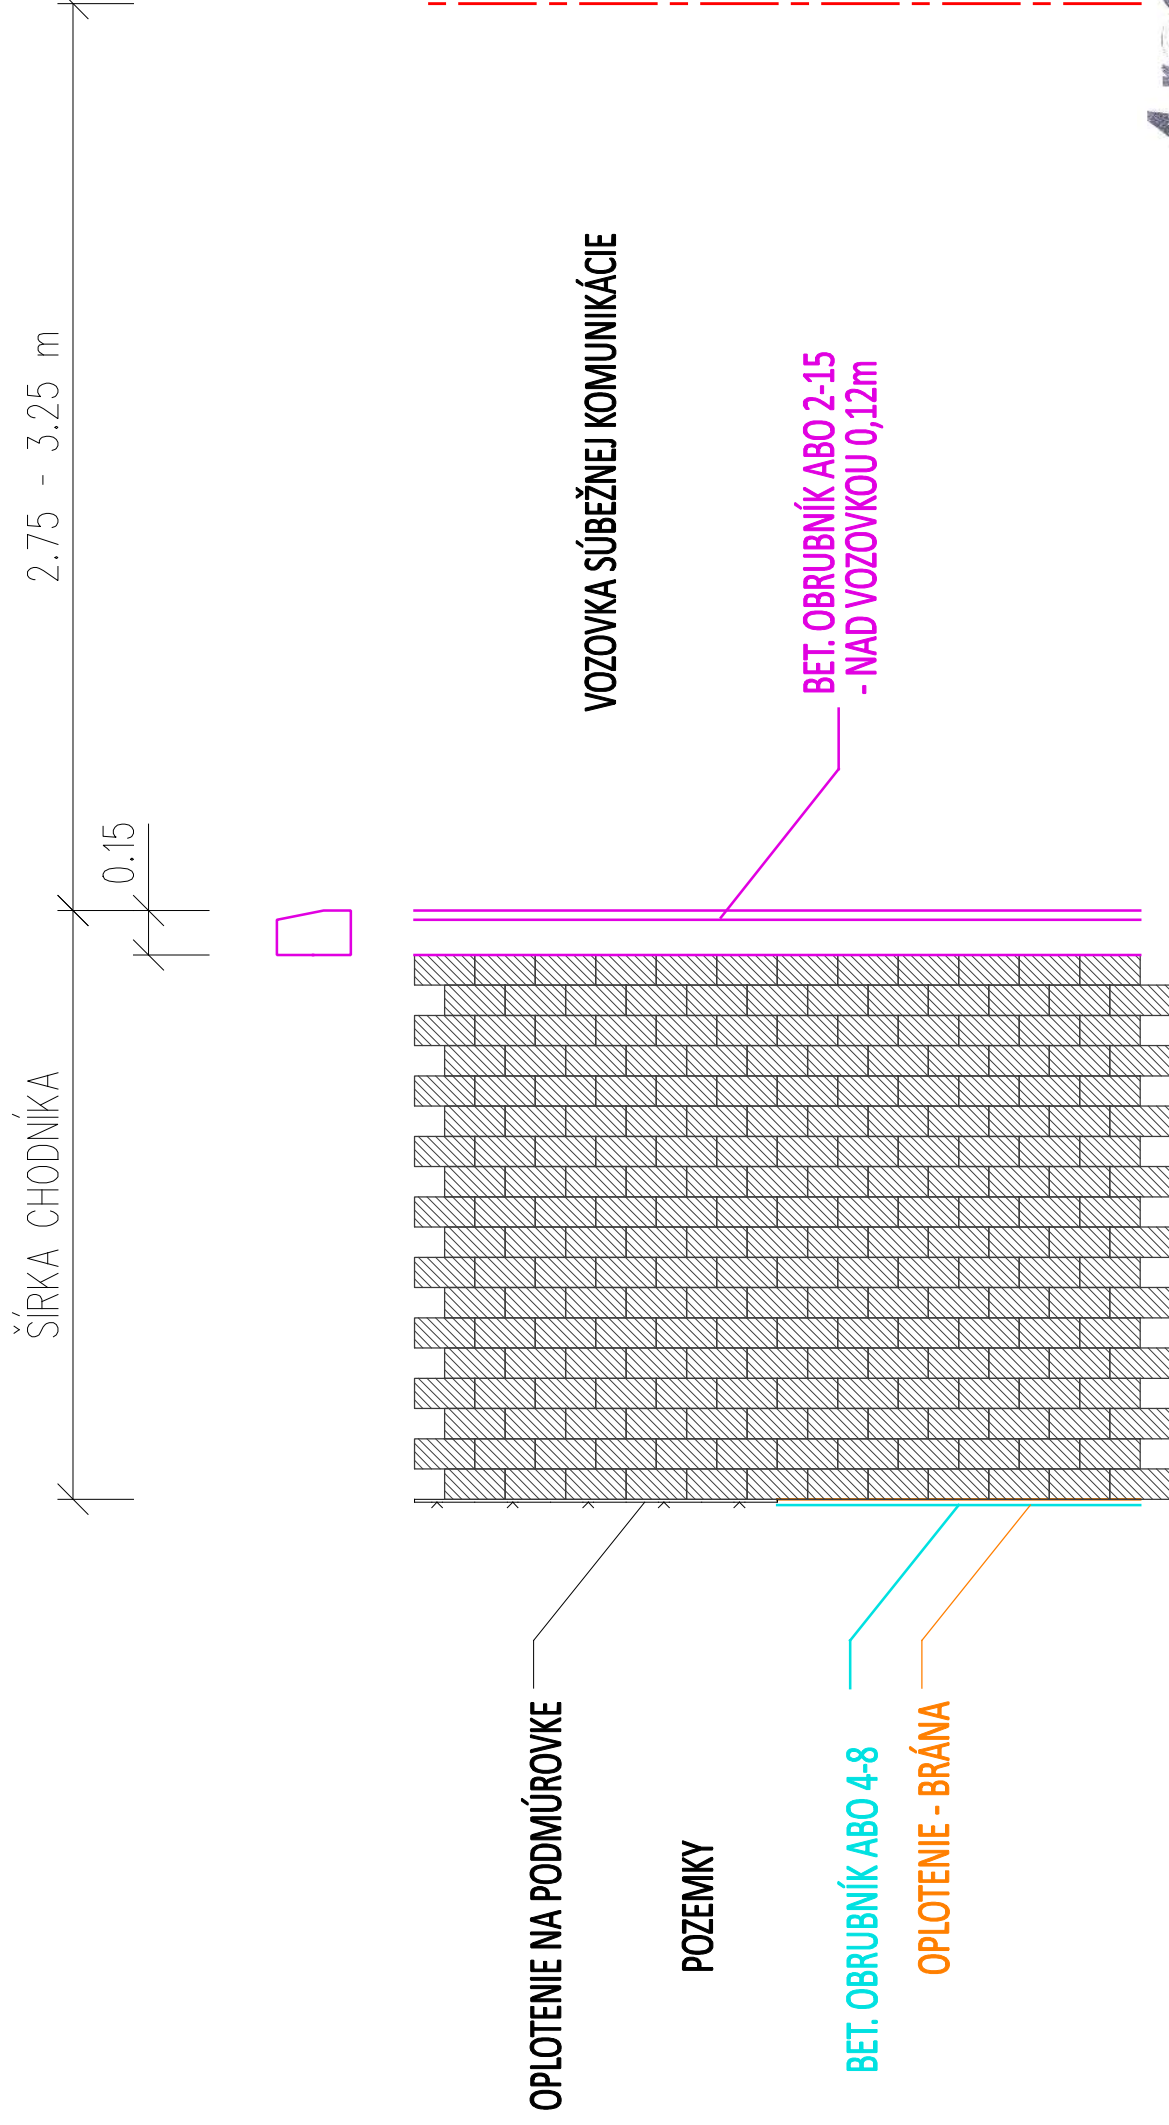 ŠÍRKA CHODNÍKA
2.75 - 3.25 m
0.15
OPLOTENIE NA PODMÚROVKE
VOZOVKA SÚBEŽNEJ KOMUNIKÁCIE
POZEMKY
BET. OBRUBNÍK ABO 2-15
- NAD VOZOVKOU 0,12m
BET. OBRUBNÍK ABO 4-8
OPLOTENIE - BRÁNA